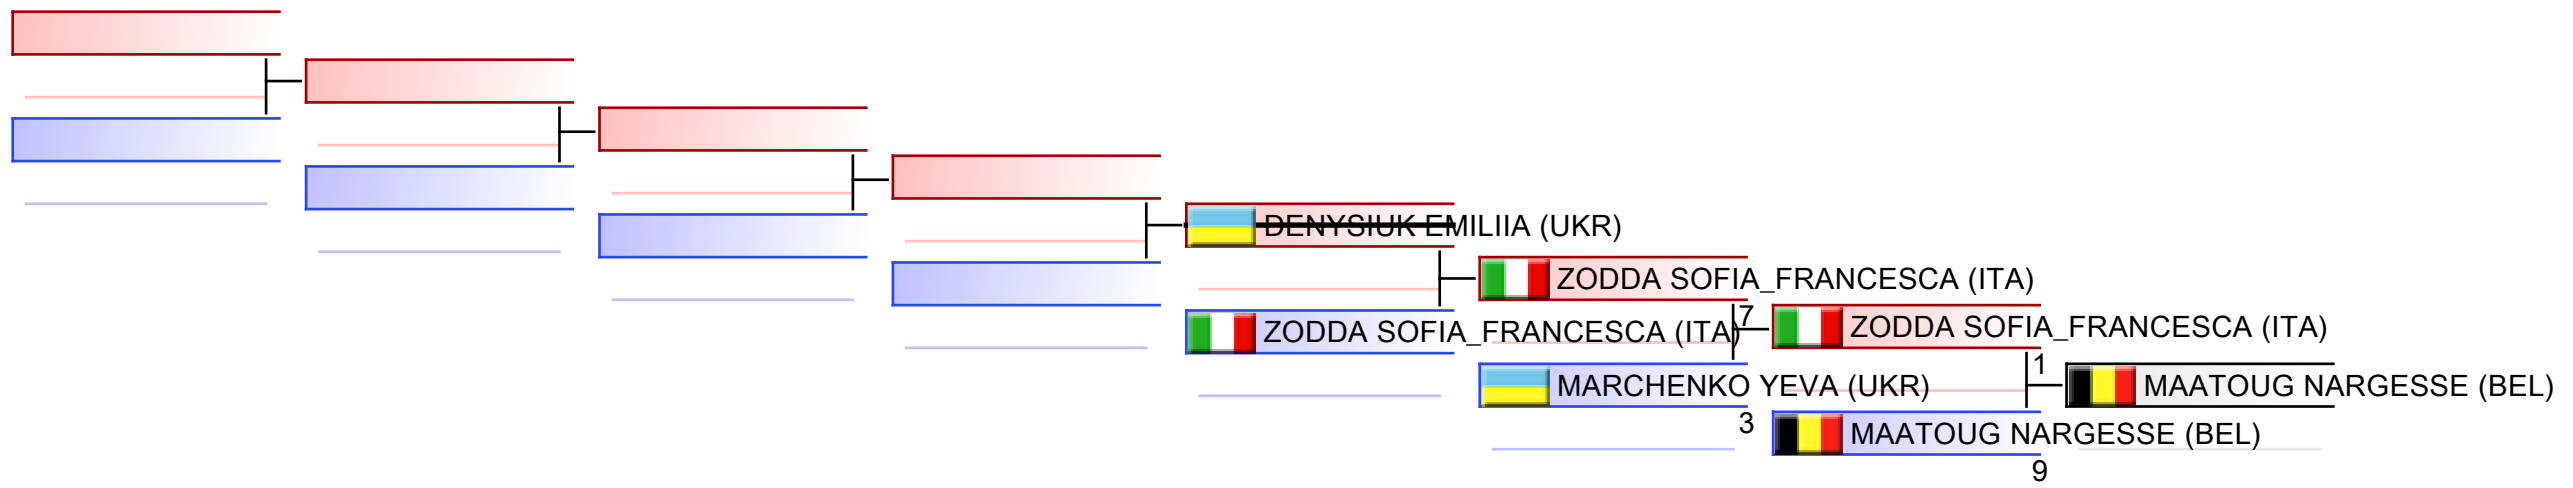 DENYSIUK EMILIIA (UKR)
ZODDA SOFIA_FRANCESCA (ITA)
7
ZODDA SOFIA_FRANCESCA (ITA)
ZODDA SOFIA_FRANCESCA (ITA)
1
MARCHENKO YEVA (UKR)
MAATOUG NARGESSE (BEL)
3
MAATOUG NARGESSE (BEL)
9